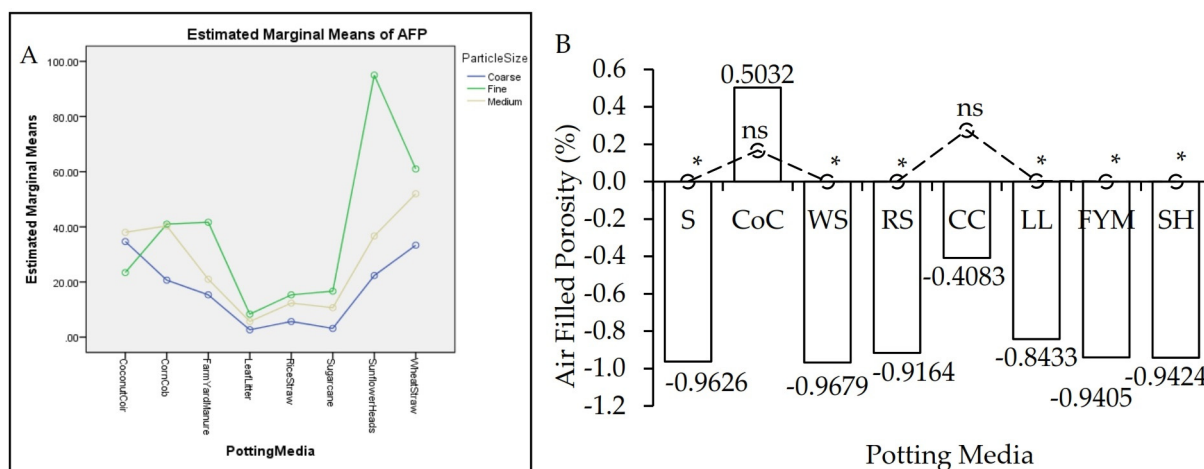 A
Estimated Marginal Means of AFP
ParticleSize
Coarse
Fine
Medium
Estimated Marginal Means
100.00
80.00
60.00
40.00
20.00
.00
CoconutCoir
CornCob
FarmYardManure
LeafLitter
RiceStraw
Sugarcane
SunflowerHeads
WheatStraw
PottingMedia
B
Air Filled Porosity (%)
0.6
0.4
0.2
0.0
-0.2
-0.4
-0.6
-0.8
-1.0
-1.2
0.5032
* ns * * ns * * *
S CoC WS RS CC LL FYM SH
-0.4083
-0.8433
-0.9626 -0.9679 -0.9164 -0.9405 -0.9424
Potting Media